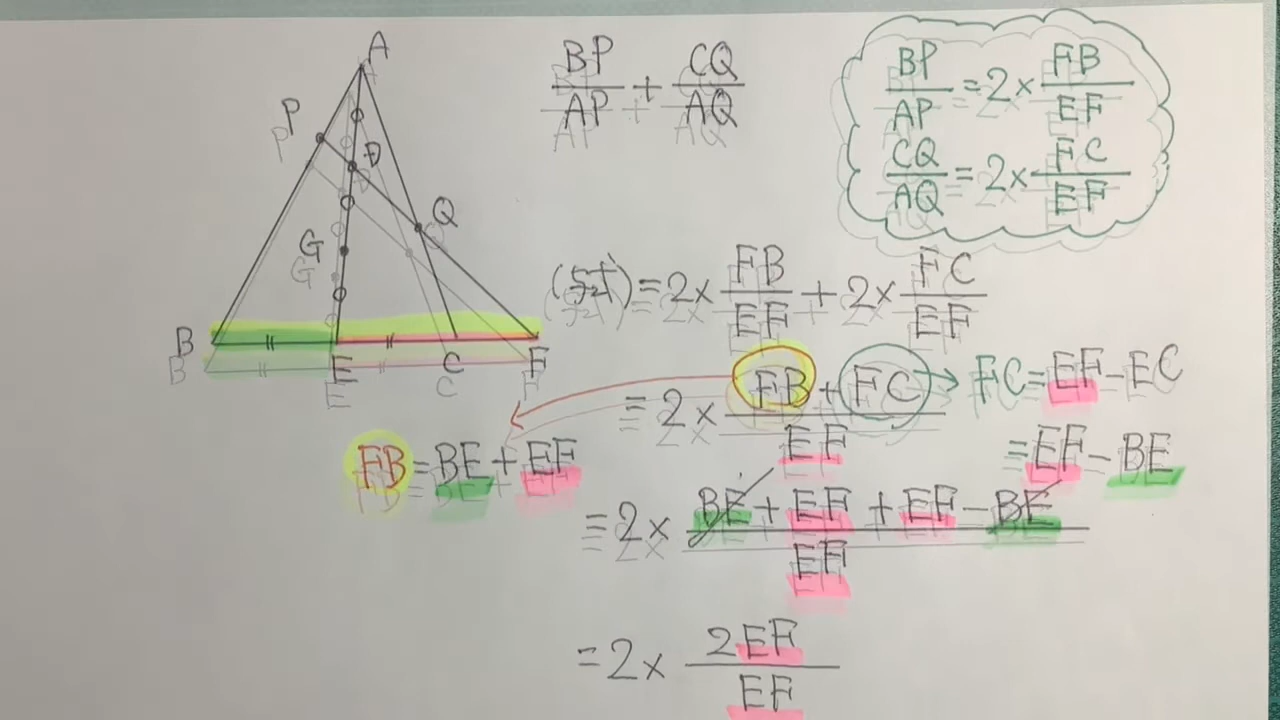 A
P
D
Q
G
B E C F
BP/AP + CQ/AQ
BP/AP = 2× FB/EF
CQ/AQ = 2× FC/EF
(与式) = 2× FB/EF + 2× FC/EF
= 2× (FB + FC)/EF
FC = EF - EC
= EF - BE
FB = BE + EF
= 2× (BE + EF + EF - BE)/EF
= 2× 2EF/EF